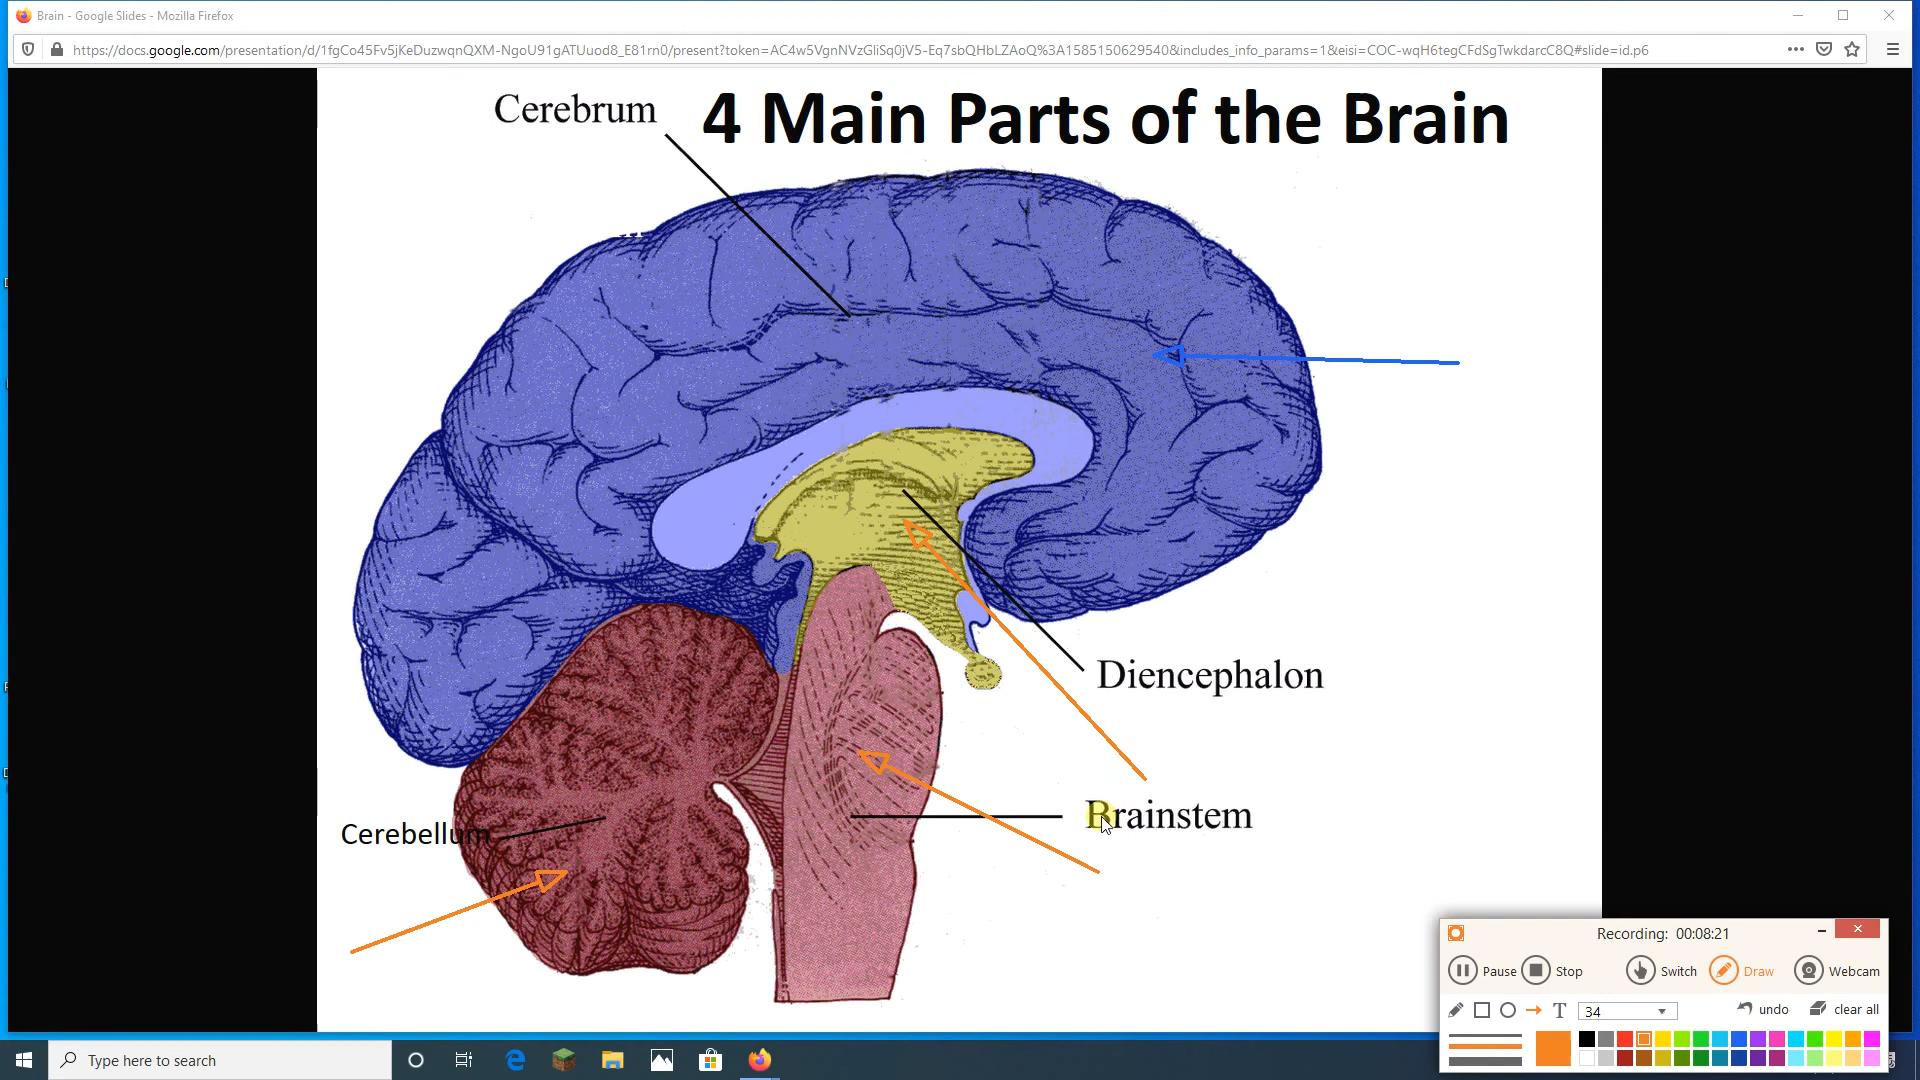 Brain - Google Slides - Mozilla Firefox
https://docs.google.com/presentation/d/1fgCo45Fv5jKeDuzwqnQXM-NgoU91gATUuod8_E81rn0/present?token=AC4w5VgnNVzGliSq0jV5-Eq7sbQHbLZAoQ%3A1585150629540&includes_info_params=1&eisi=COC-wqH6tegCFdSgTwkdarcC8Q#slide=id.p6
Cerebrum
4 Main Parts of the Brain
Diencephalon
Brainstem
Cerebellum
Recording: 00:08:21
Pause Stop Switch Draw Webcam
T 34 undo clear all
Type here to search